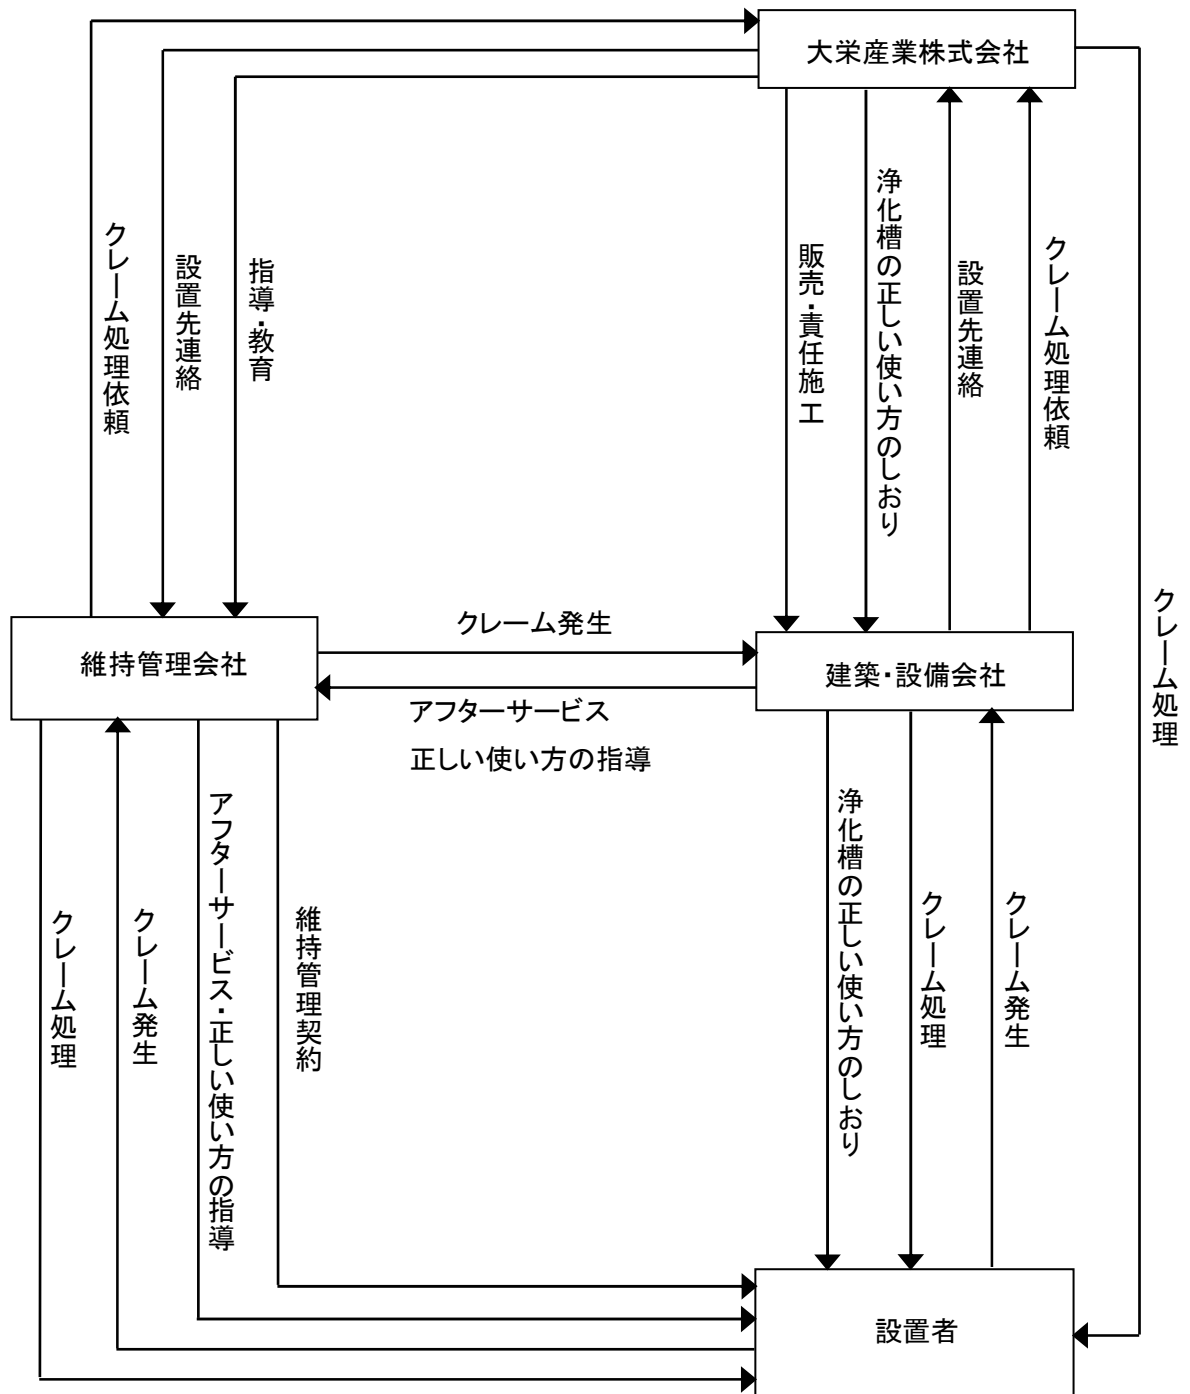 大栄産業株式会社
クレーム処理依頼
設置先連絡
指導・教育
販売・責任施工
浄化槽の正しい使い方のしおり
設置先連絡
クレーム処理依頼
クレーム処理
維持管理会社
クレーム発生
アフターサービス
正しい使い方の指導
建築・設備会社
クレーム処理
クレーム発生
アフターサービス・正しい使い方の指導
維持管理契約
浄化槽の正しい使い方のしおり
クレーム処理
クレーム発生
設置者